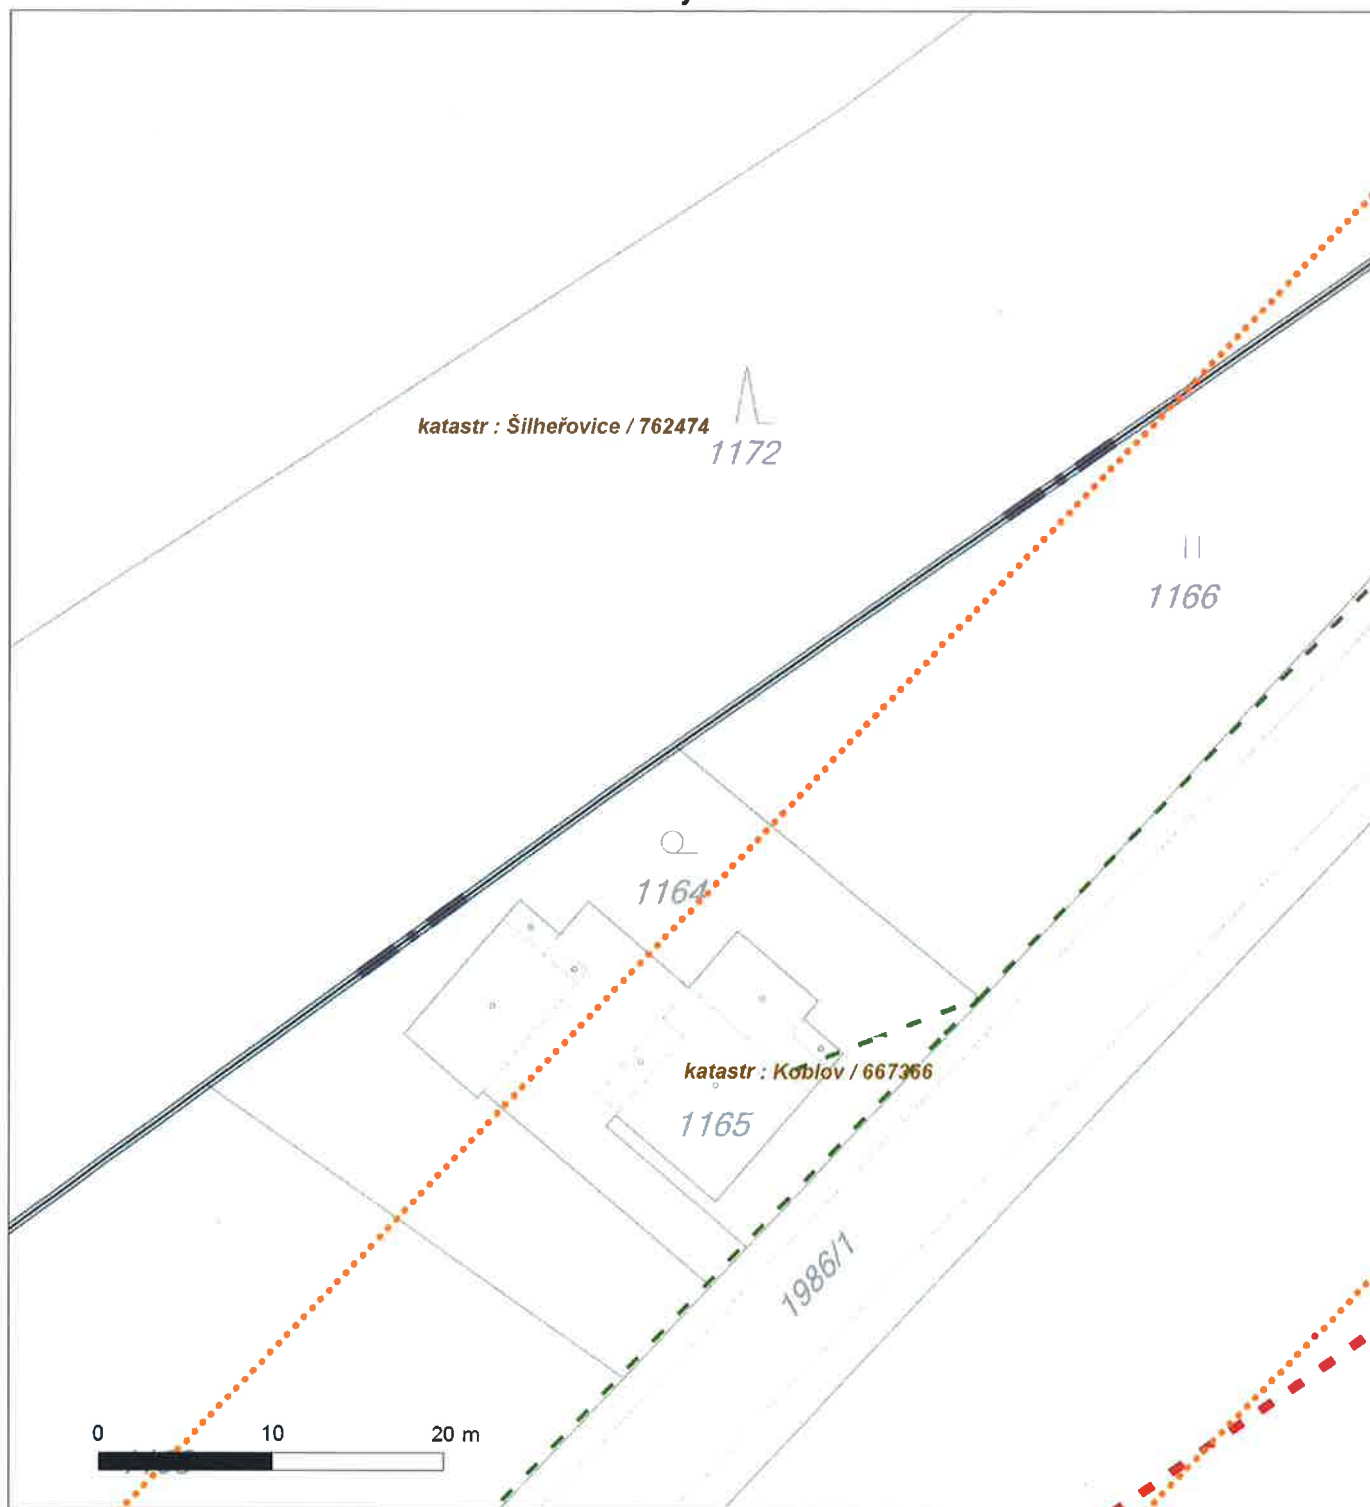 katastr : Šilheřovice / 762474
1172
1166
1164
katastr : Koblov / 667366
1165
1986/1
0 10 20 m